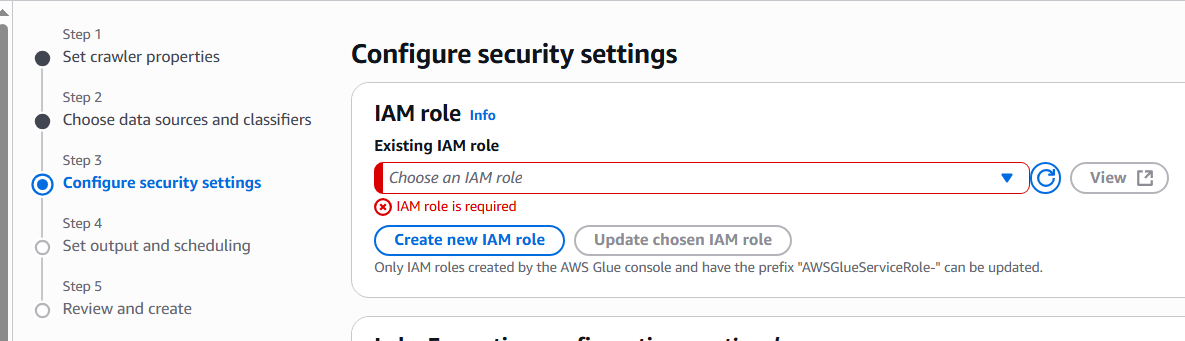 Step 1
Set crawler properties
Step 2
Choose data sources and classifiers
Step 3
Configure security settings
Step 4
Set output and scheduling
Step 5
Review and create
Configure security settings
IAM role Info
Existing IAM role
Choose an IAM role
View
IAM role is required
Create new IAM role
Update chosen IAM role
Only IAM roles created by the AWS Glue console and have the prefix "AWSGlueServiceRole-" can be updated.